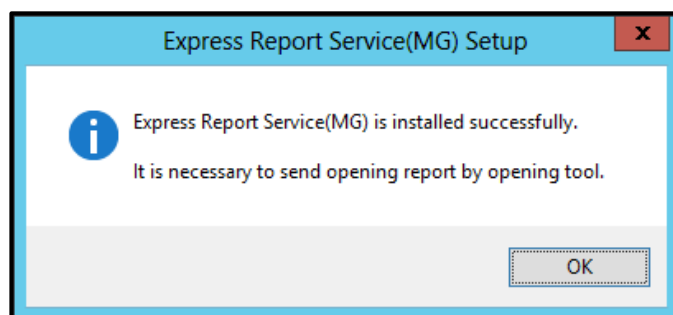 Express Report Service(MG) Setup
x
Express Report Service(MG) is installed successfully.
It is necessary to send opening report by opening tool.
OK